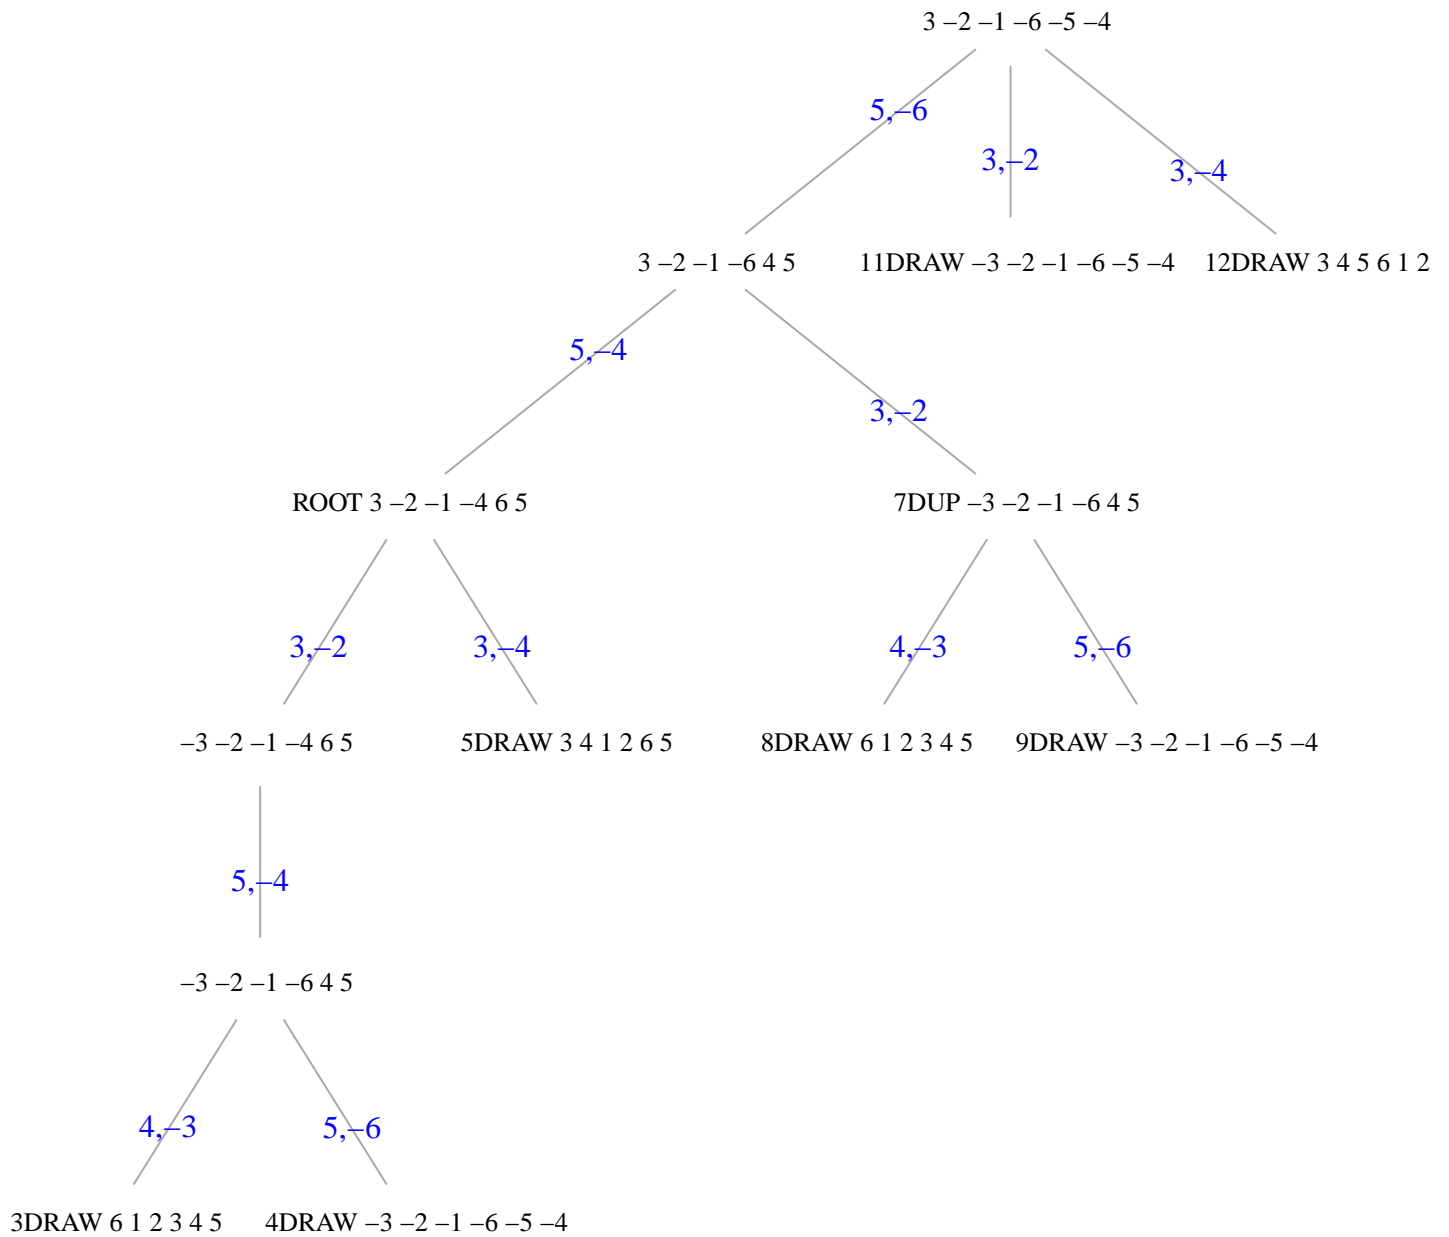 3 –2 –1 –6 –5 –4
5,–6
3,–2
3,–4
3 –2 –1 –6 4 5
11DRAW –3 –2 –1 –6 –5 –4
12DRAW 3 4 5 6 1 2
5,–4
3,–2
ROOT 3 –2 –1 –4 6 5
7DUP –3 –2 –1 –6 4 5
3,–2
3,–4
4,–3
5,–6
–3 –2 –1 –4 6 5
5DRAW 3 4 1 2 6 5
8DRAW 6 1 2 3 4 5
9DRAW –3 –2 –1 –6 –5 –4
5,–4
–3 –2 –1 –6 4 5
4,–3
5,–6
3DRAW 6 1 2 3 4 5
4DRAW –3 –2 –1 –6 –5 –4